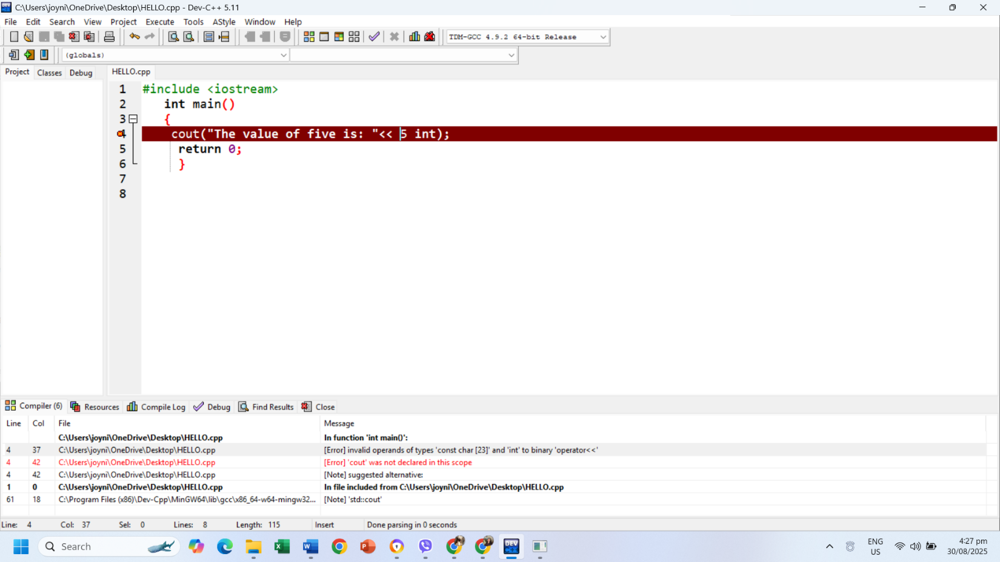 C:\Users\joyni\OneDrive\Desktop\HELLO.cpp - Dev-C++ 5.11
File Edit Search View Project Execute Tools AStyle Window Help
TDM-GCC 4.9.2 64-bit Release
(globals)
Project Classes Debug
HELLO.cpp
1 #include <iostream>
2 int main()
3 {
4 cout("The value of five is: "<< 5 int);
5 return 0;
6 }
7
8
Compiler (6) Resources Compile Log Debug Find Results Close
Line Col File Message
C:\Users\joyni\OneDrive\Desktop\HELLO.cpp In function 'int main()':
4 37 C:\Users\joyni\OneDrive\Desktop\HELLO.cpp [Error] invalid operands of types 'const char [23]' and 'int' to binary 'operator<<'
4 42 C:\Users\joyni\OneDrive\Desktop\HELLO.cpp [Error] 'cout' was not declared in this scope
4 42 C:\Users\joyni\OneDrive\Desktop\HELLO.cpp [Note] suggested alternative:
1 0 C:\Users\joyni\OneDrive\Desktop\HELLO.cpp In file included from C:\Users\joyni\OneDrive\Desktop\HELLO.cpp
61 18 C:\Program Files (x86)\Dev-Cpp\MinGW64\lib\gcc\x86_64-w64-mingw32... [Note] 'std::cout'
Line: 4 Col: 37 Sel: 0 Lines: 8 Length: 115 Insert Done parsing in 0 seconds
Search
DEV
ENG
US
4:27 pm
30/08/2025